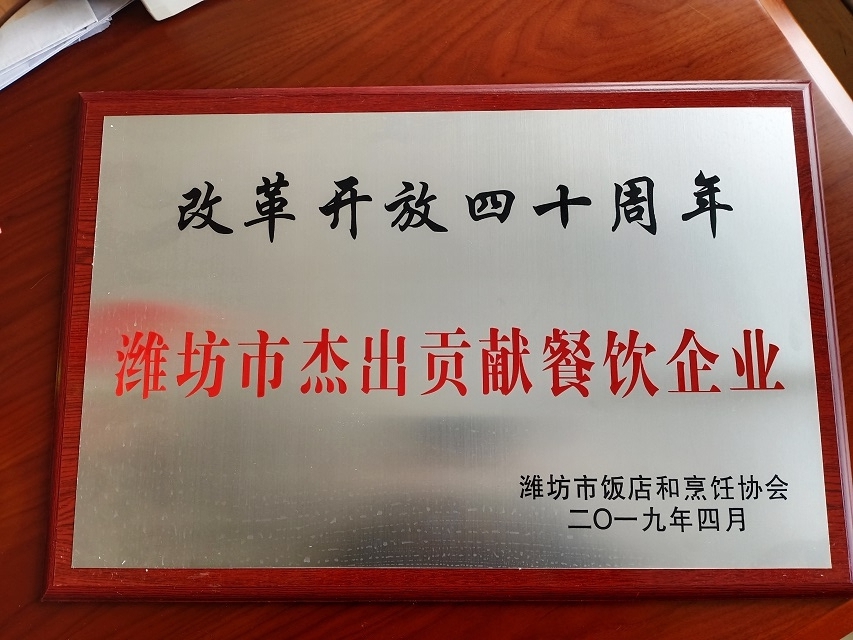 改革开放四十周年
潍坊市杰出贡献餐饮企业
潍坊市饭店和烹饪协会
二〇一九年四月